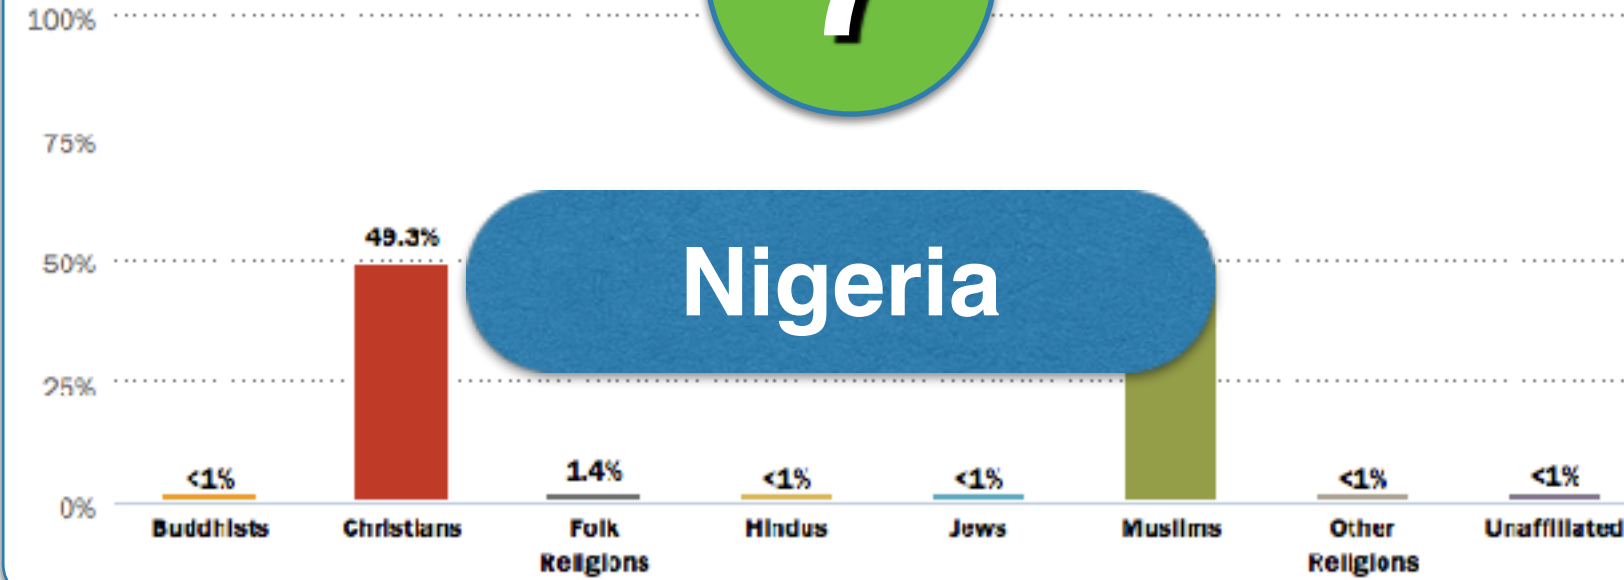 7
100%
75%
50%
25%
0%
Nigeria
49.3%
<1%
1.4%
<1%
<1%
<1%
<1%
Buddhists
Christians
Folk
Religions
Hindus
Jews
Muslims
Other
Religions
Unaffiliated